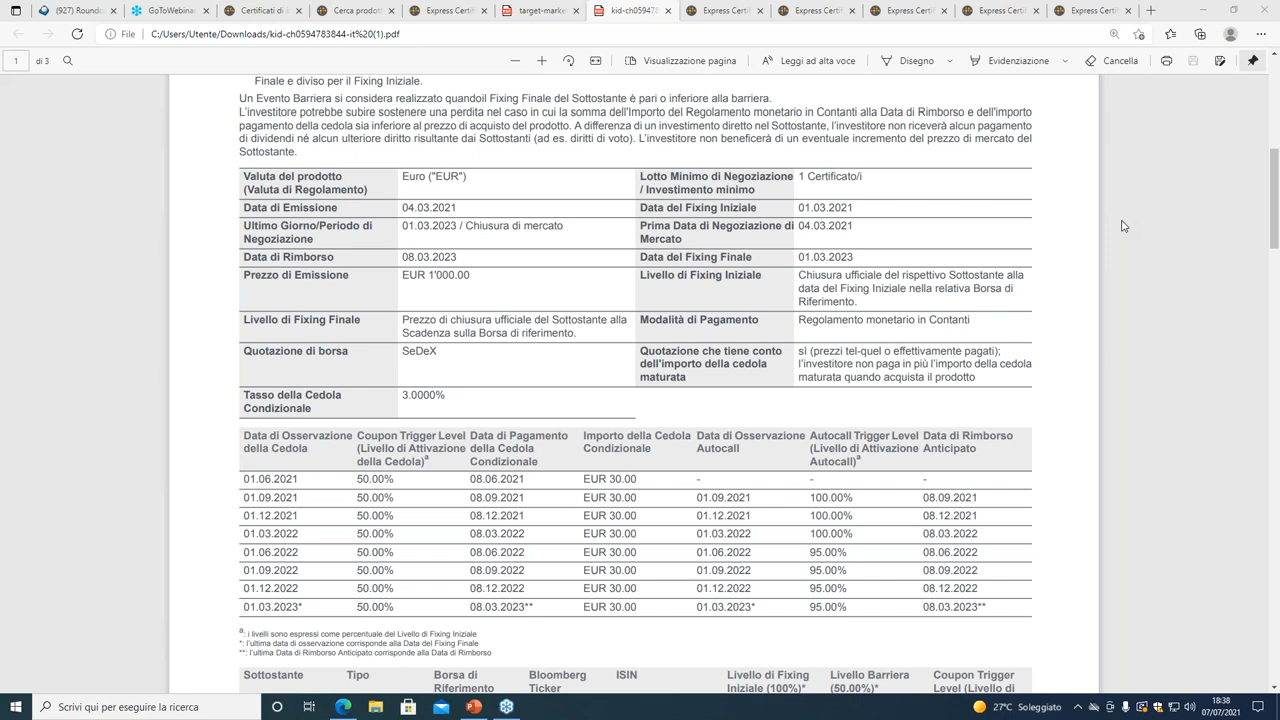 (927) Roundc
GoToWebinar
Certificati di i
Cerca prodott
Express Certif
target-marke
kid-ch059478
Express Certif
Express Certif
Express Certif
Express Certif
Express Certif
File C:/Users/Utente/Downloads/kid-ch0594783844-it%20(1).pdf
1 di 3 Visualizzazione pagina Leggi ad alta voce Disegno Evidenziazione Cancella
Finale e diviso per il Fixing Iniziale.
Un Evento Barriera si considera realizzato quandoil Fixing Finale del Sottostante è pari o inferiore alla barriera.
L'investitore potrebbe subire sostenere una perdita nel caso in cui la somma dell'Importo del Regolamento monetario in Contanti alla Data di Rimborso e dell'importo
pagamento della cedola sia inferiore al prezzo di acquisto del prodotto. A differenza di un investimento diretto nel Sottostante, l'investitore non riceverà alcun pagamento
di dividendi né alcun ulteriore diritto risultante dai Sottostanti (ad es. diritti di voto). L'investitore non beneficerà di un eventuale incremento del prezzo di mercato del
Sottostante.
Valuta del prodotto
(Valuta di Regolamento)
Euro ("EUR")
Lotto Minimo di Negoziazione
/ Investimento minimo
1 Certificato/i
Data di Emissione
04.03.2021
Data del Fixing Iniziale
01.03.2021
Ultimo Giorno/Periodo di
Negoziazione
01.03.2023 / Chiusura di mercato
Prima Data di Negoziazione di
Mercato
04.03.2021
Data di Rimborso
08.03.2023
Data del Fixing Finale
01.03.2023
Prezzo di Emissione
EUR 1'000.00
Livello di Fixing Iniziale
Chiusura ufficiale del rispettivo Sottostante alla
data del Fixing Iniziale nella relativa Borsa di
Riferimento.
Livello di Fixing Finale
Prezzo di chiusura ufficiale del Sottostante alla
Scadenza sulla Borsa di riferimento.
Modalità di Pagamento
Regolamento monetario in Contanti
Quotazione di borsa
SeDeX
Quotazione che tiene conto
dell'importo della cedola
maturata
sì (prezzi tel-quel o effettivamente pagati);
l'investitore non paga in più l'importo della cedola
maturata quando acquista il prodotto
Tasso della Cedola
Condizionale
3.0000%
Data di Osservazione
della Cedola
Coupon Trigger Level
(Livello di Attivazione
della Cedola)a
Data di Pagamento
della Cedola
Condizionale
Importo della Cedola
Condizionale
Data di Osservazione
Autocall
Autocall Trigger Level
(Livello di Attivazione
Autocall)a
Data di Rimborso
Anticipato
01.06.2021 50.00% 08.06.2021 EUR 30.00 - - -
01.09.2021 50.00% 08.09.2021 EUR 30.00 01.09.2021 100.00% 08.09.2021
01.12.2021 50.00% 08.12.2021 EUR 30.00 01.12.2021 100.00% 08.12.2021
01.03.2022 50.00% 08.03.2022 EUR 30.00 01.03.2022 100.00% 08.03.2022
01.06.2022 50.00% 08.06.2022 EUR 30.00 01.06.2022 95.00% 08.06.2022
01.09.2022 50.00% 08.09.2022 EUR 30.00 01.09.2022 95.00% 08.09.2022
01.12.2022 50.00% 08.12.2022 EUR 30.00 01.12.2022 95.00% 08.12.2022
01.03.2023* 50.00% 08.03.2023** EUR 30.00 01.03.2023* 95.00% 08.03.2023**
a: i livelli sono espressi come percentuale del Livello di Fixing Iniziale
*: l'ultima data di osservazione corrisponde alla Data del Fixing Finale
**: l'ultima Data di Rimborso Anticipato corrisponde alla Data di Rimborso
Sottostante
Tipo
Borsa di
Riferimento
Bloomberg
Ticker
ISIN
Livello di Fixing
Iniziale (100%)*
Livello Barriera
(50.00%)*
Coupon Trigger
Level (Livello di
Scrivi qui per eseguire la ricerca
27°C Soleggiato
18:38
07/07/2021